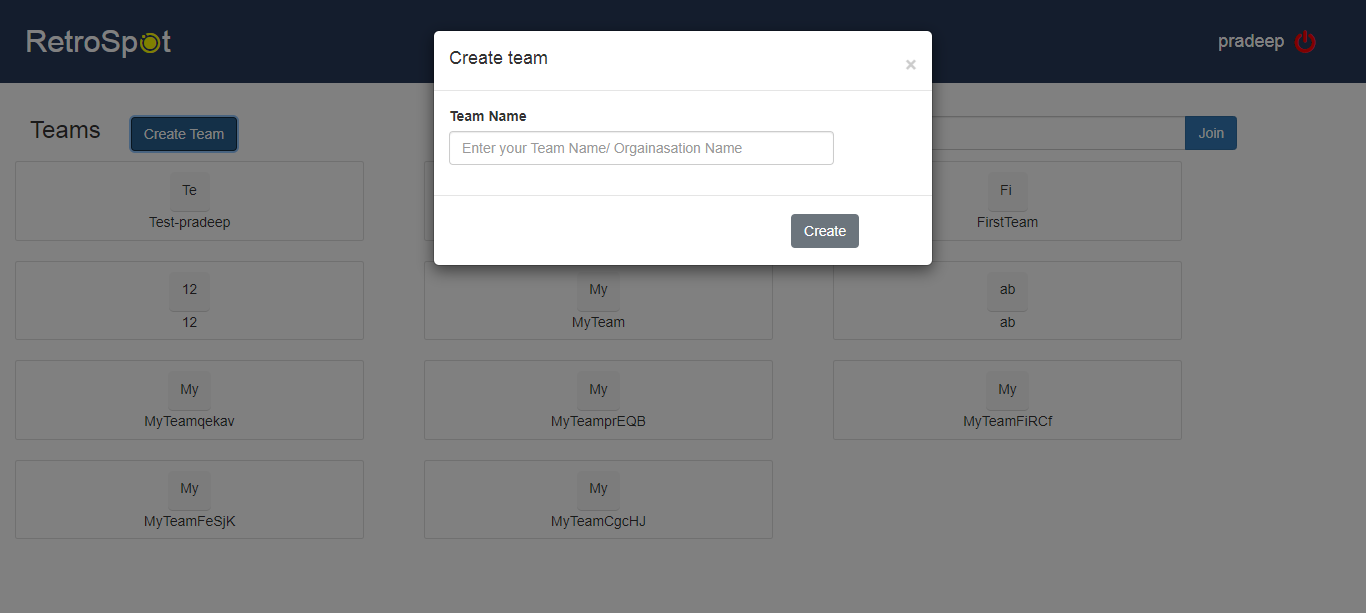 RetroSpot
pradeep
Create team
×
Team Name
Enter your Team Name/ Orgainasation Name
Create
Teams
Create Team
Join
Te
Test-pradeep
Fi
FirstTeam
12
12
My
MyTeam
ab
ab
My
MyTeamqekav
My
MyTeamprEQB
My
MyTeamFiRCf
My
MyTeamFeSjK
My
MyTeamCgcHJ